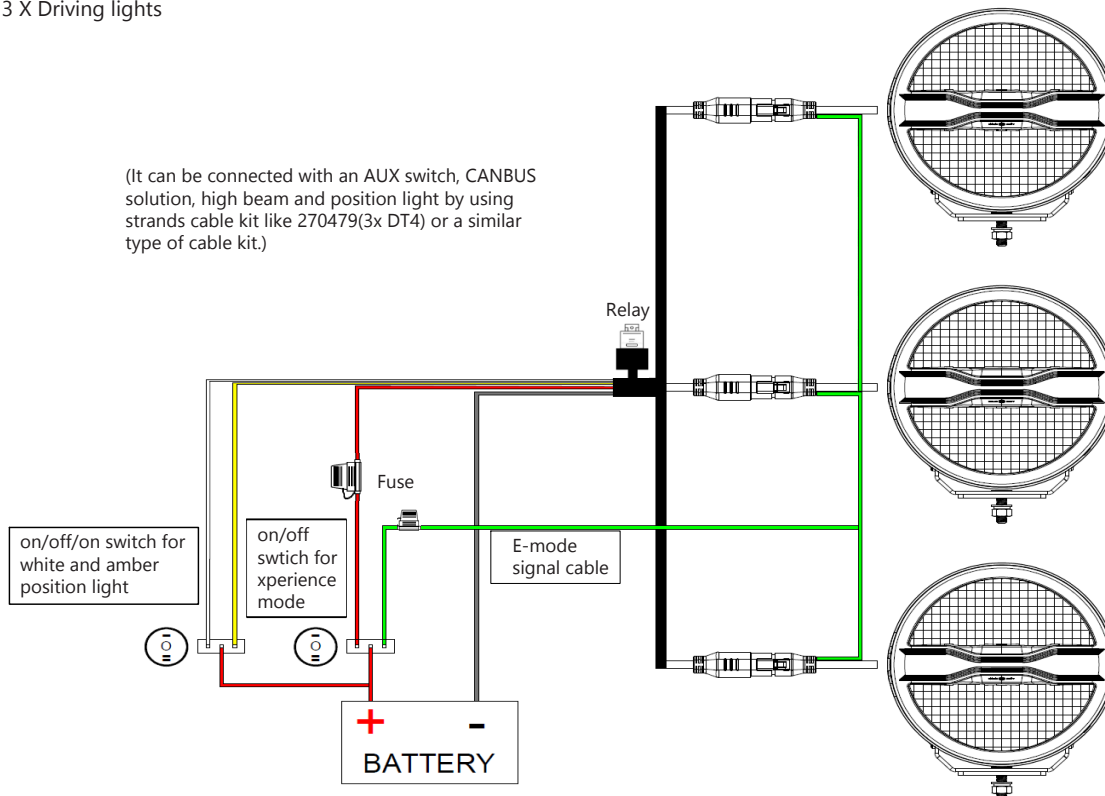 3 X Driving lights
(It can be connected with an AUX switch, CANBUS
solution, high beam and position light by using
strands cable kit like 270479(3x DT4) or a similar
type of cable kit.)
Relay
Fuse
on/off/on switch for
white and amber
position light
on/off
swtich for
xperience
mode
E-mode
signal cable
+ -
BATTERY